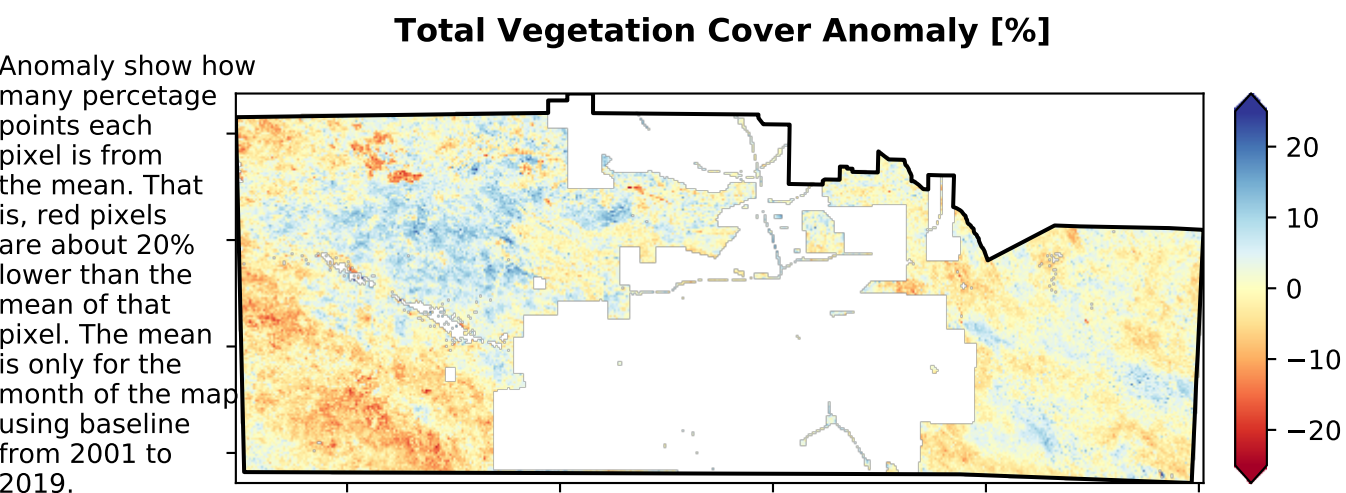 Total Vegetation Cover Anomaly [%]
Anomaly show how
many percetage
points each
pixel is from
the mean. That
is, red pixels
are about 20%
lower than the
mean of that
pixel. The mean
is only for the
month of the map
using baseline
from 2001 to
2019.
20
10
0
−10
−20